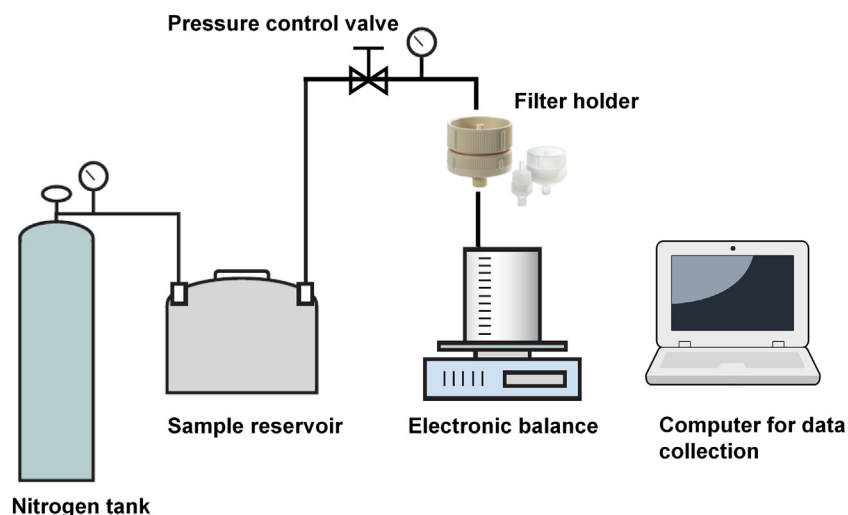 Pressure control valve
Filter holder
Sample reservoir
Electronic balance
Computer for data
collection
Nitrogen tank